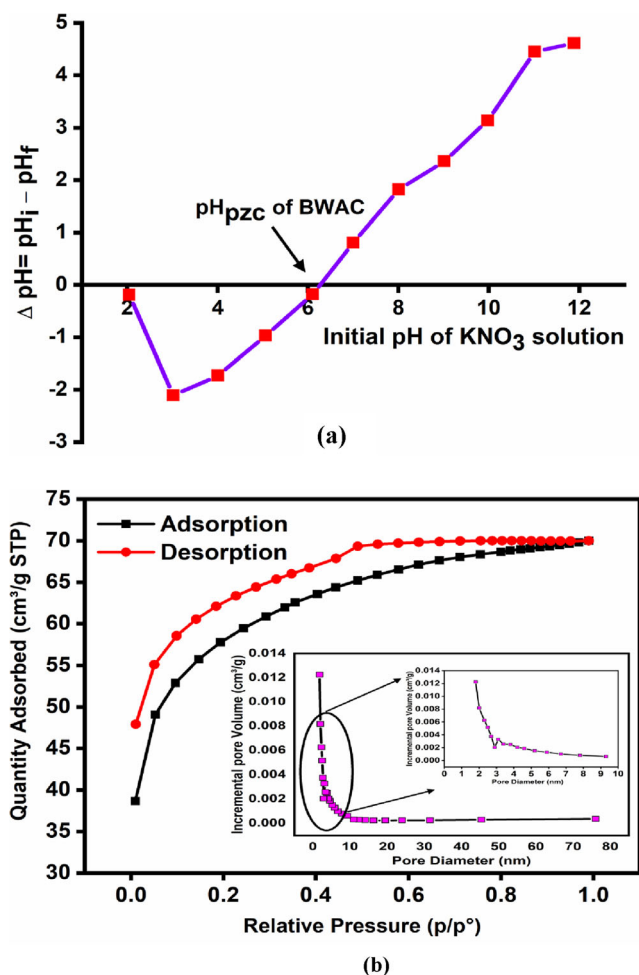 5
4
3
2
1
0
-1
-2
-3
Δ pH= pHi – pHf
pHpzc of BWAC
2 4 6 8 10 12
Initial pH of KNO3 solution
(a)
75
70
65
60
55
50
45
40
35
30
Quantity Adsorbed (cm³/g STP)
Adsorption
Desorption
0.014
0.012
0.010
0.008
0.006
0.004
0.002
0.000
Incremental pore Volume (cm³/g)
0.014
0.012
0.010
0.008
0.006
0.004
0.002
0.000
Incremental pore Volume (cm³/g)
0 1 2 3 4 5 6 7 8 9 10
Pore Diameter (nm)
0 10 20 30 40 50 60 70 80
Pore Diameter (nm)
0.0 0.2 0.4 0.6 0.8 1.0
Relative Pressure (p/p°)
(b)